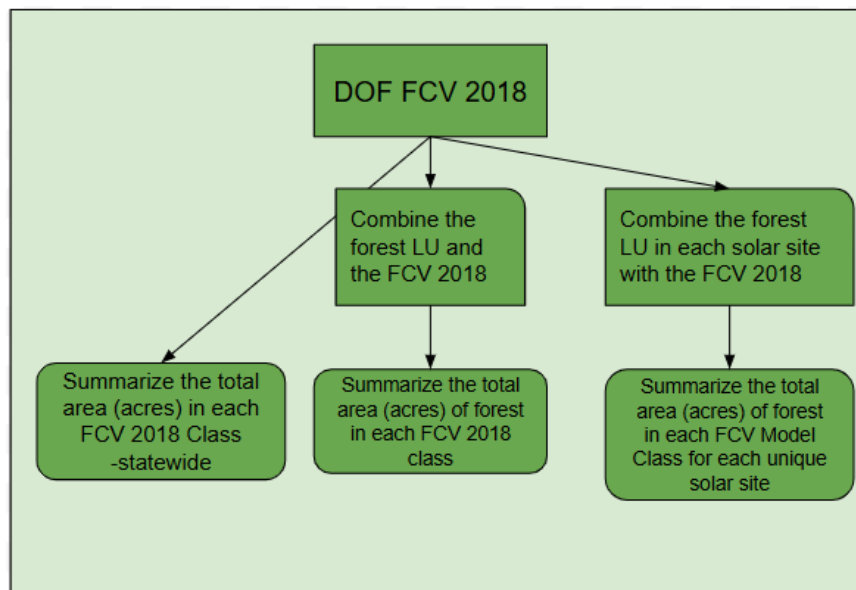 DOF FCV 2018
Combine the
forest LU and
the FCV 2018
Combine the forest
LU in each solar site
with the FCV 2018
Summarize the total
area (acres) in each
FCV 2018 Class
-statewide
Summarize the total
area (acres) of forest
in each FCV 2018
class
Summarize the total
area (acres) of forest
in each FCV Model
Class for each unique
solar site